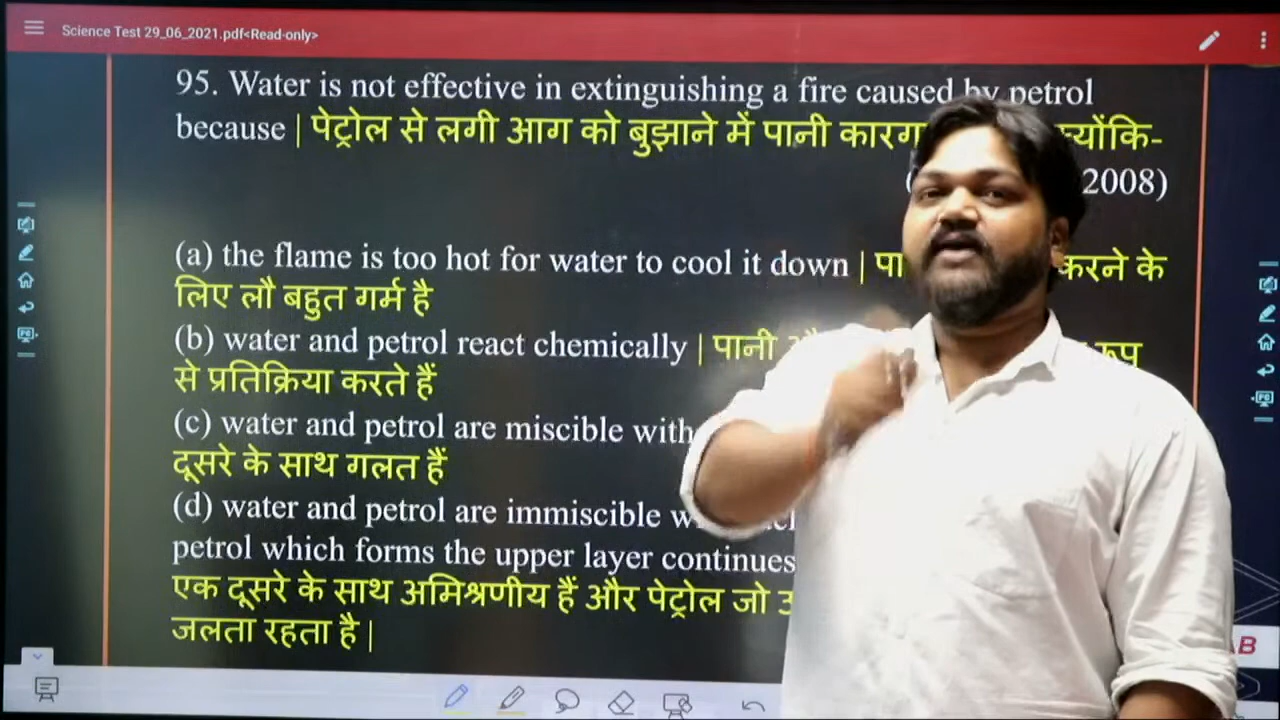 Science Test 29_06_2021.pdf<Read-only>
95. Water is not effective in extinguishing a fire caused by petrol
because | पेट्रोल से लगी आग को बुझाने में पानी
2008)
(a) the flame is too hot for water to cool it down | करने के
लिए लौ बहुत गर्म है
(b) water and petrol react chemically | पानी रूप
से प्रतिक्रिया करते हैं
(c) water and petrol are miscible with
दूसरे के साथ गलत हैं
(d) water and petrol are immiscible
petrol which forms the upper layer continues
एक दूसरे के साथ अमिश्रणीय हैं और पेट्रोल जो
जलता रहता है |